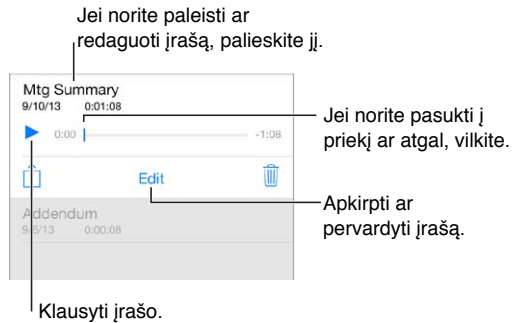 Jei norite paleisti ar
redaguoti įrašą, palieskite jį.
Mtg Summary
9/10/13 0:01:08
0:00 -1:08
Jei norite pasukti į
priekį ar atgal, vilkite.
Edit
Apkirpti ar
pervardyti įrašą.
Addendum
9/5/13 0:00:08
Klausyti įrašo.